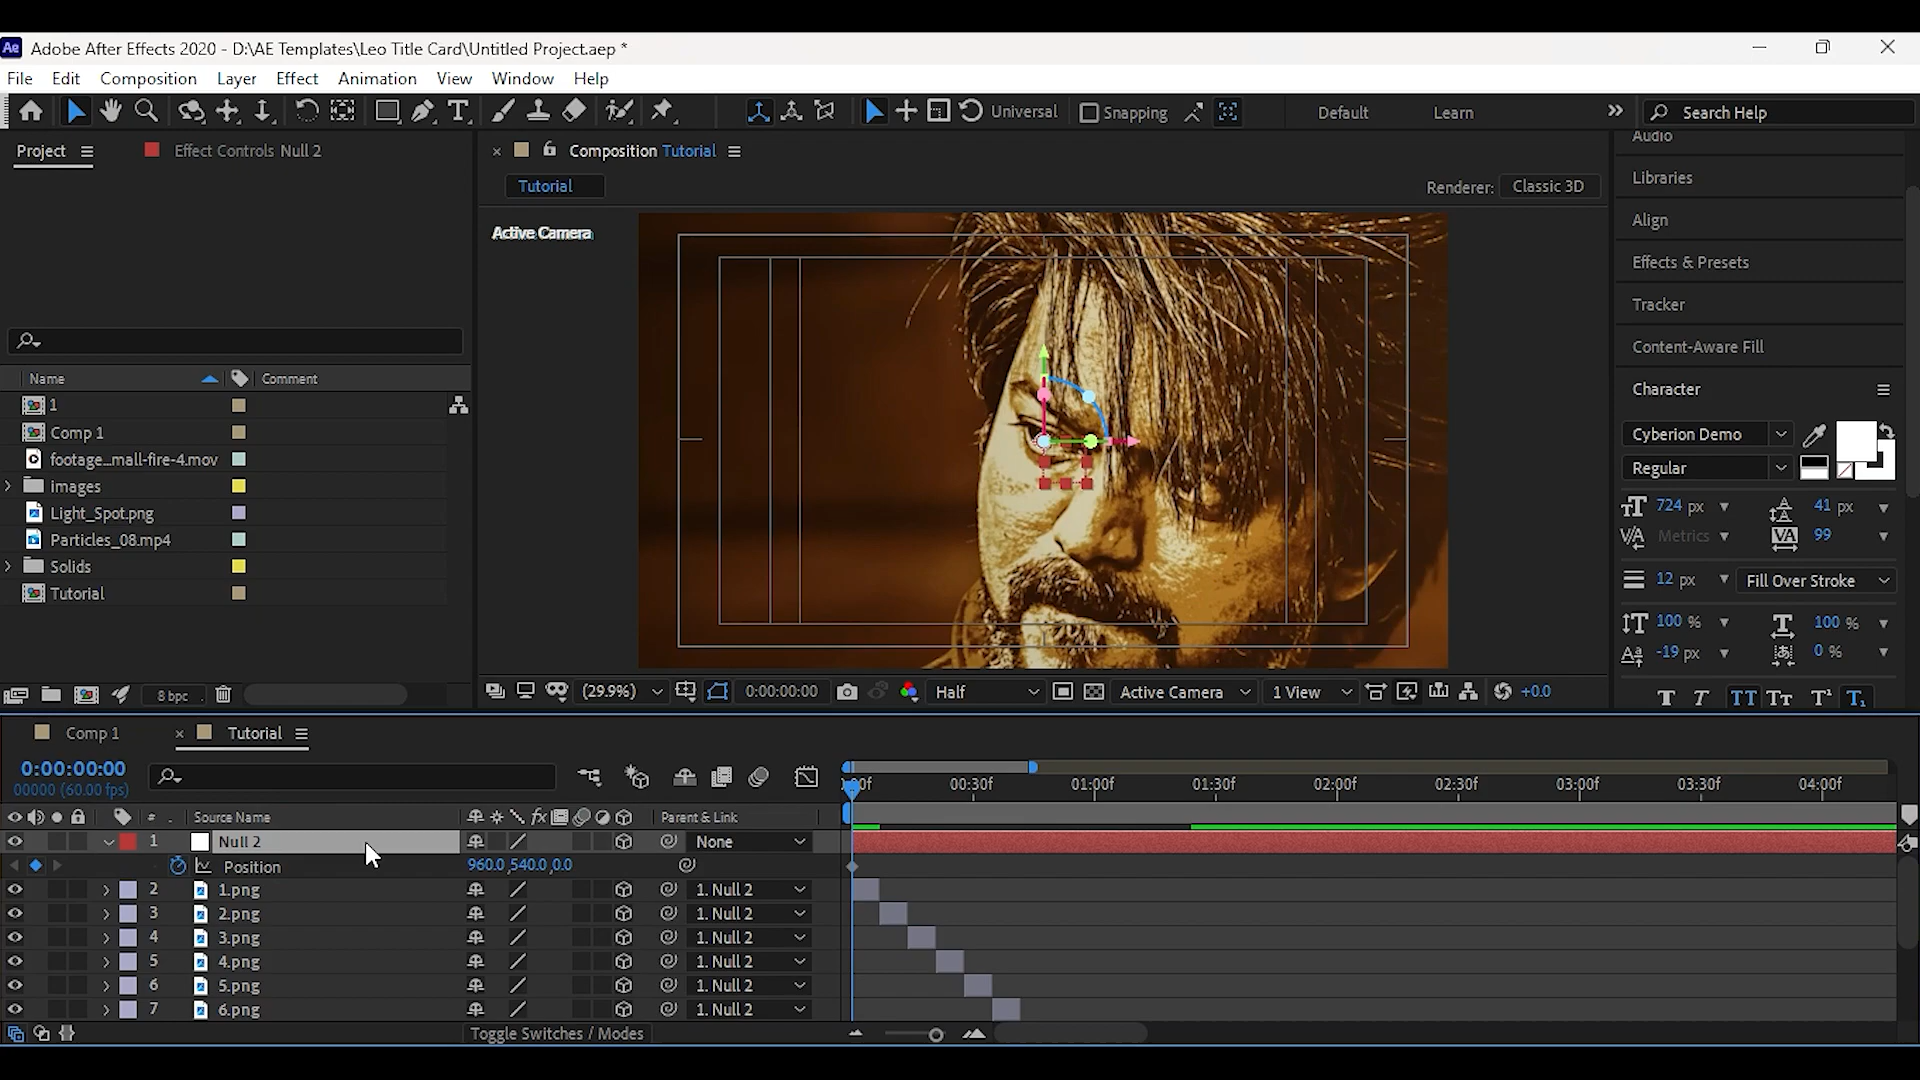 Ae Adobe After Effects 2020 - D:\AE Templates\Leo Title Card\Untitled Project.aep *
File Edit Composition Layer Effect Animation View Window Help
Universal Snapping Default Learn Search Help
Project Effect Controls Null 2
Composition Tutorial
Tutorial
Renderer: Classic 3D
Active Camera
Name Comment
1
Comp 1
footage...mall-fire-4.mov
images
Light_Spot.png
Particles_08.mp4
Solids
Tutorial
8 bpc
(29.9%) 0:00:00:00 Half Active Camera 1 View +0.0
Audio
Libraries
Align
Effects & Presets
Tracker
Content-Aware Fill
Character
Cyberion Demo
Regular
724 px 41 px
Metrics 99
12 px Fill Over Stroke
100 % 100 %
-19 px 0 %
T T TT Tr T¹ T₁
Comp 1 Tutorial
0:00:00:00
00000 (60.00 fps)
:00f 00:30f 01:00f 01:30f 02:00f 02:30f 03:00f 03:30f 04:00f
# Source Name fx Parent & Link
1 Null 2 None
Position 960.0,540.0,0.0
2 1.png 1. Null 2
3 2.png 1. Null 2
4 3.png 1. Null 2
5 4.png 1. Null 2
6 5.png 1. Null 2
7 6.png 1. Null 2
Toggle Switches / Modes